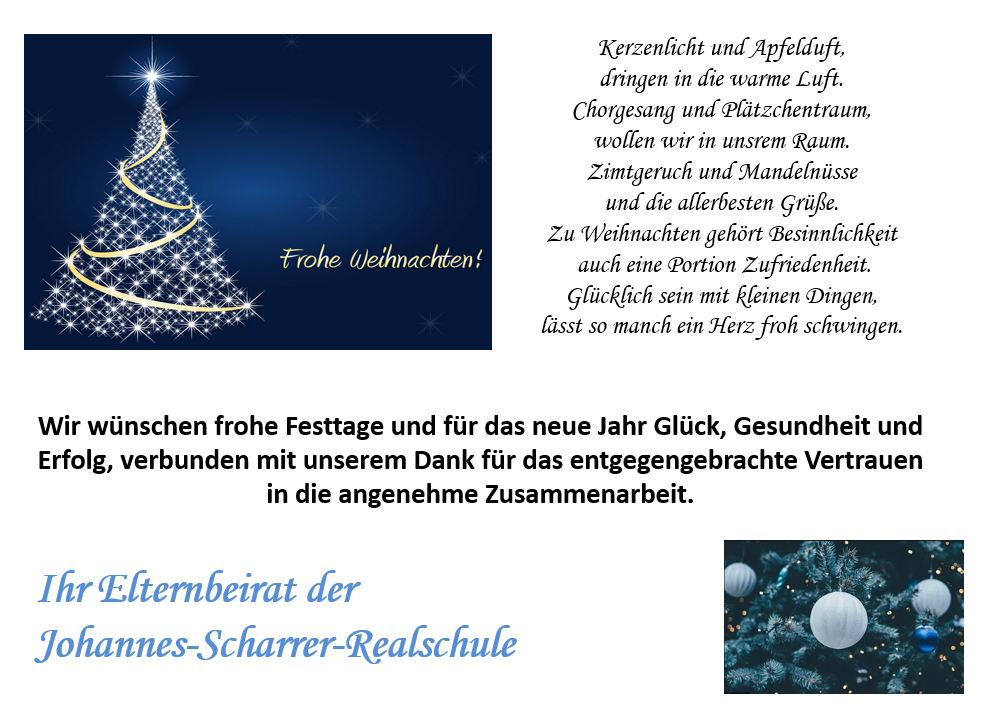 Frohe Weihnachten!
Kerzenlicht und Apfelduft,
dringen in die warme Luft.
Chorgesang und Plätzchentraum,
wollen wir in unsrem Raum.
Zimtgeruch und Mandelnüsse
und die allerbesten Grüße.
Zu Weihnachten gehört Besinnlichkeit
auch eine Portion Zufriedenheit.
Glücklich sein mit kleinen Dingen,
lässt so manch ein Herz froh schwingen.
Wir wünschen frohe Festtage und für das neue Jahr Glück, Gesundheit und
Erfolg, verbunden mit unserem Dank für das entgegengebrachte Vertrauen
in die angenehme Zusammenarbeit.
Ihr Elternbeirat der
Johannes-Scharrer-Realschule